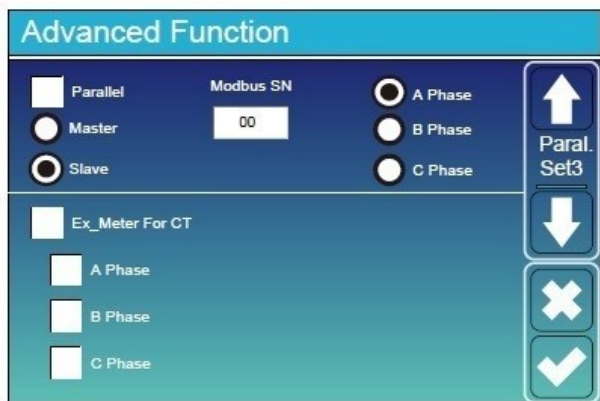 Advanced Function
Parallel
Modbus SN
A Phase
Master
00
B Phase
Slave
C Phase
Paral.
Set3
Ex_Meter For CT
A Phase
B Phase
C Phase